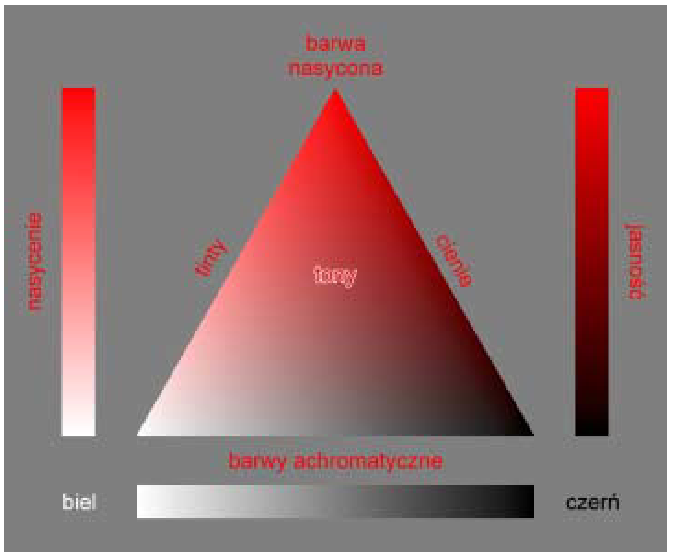 barwa
nasycona
nasycenie
tinty
tony
cienie
jasność
barwy achromatyczne
biel
czerń